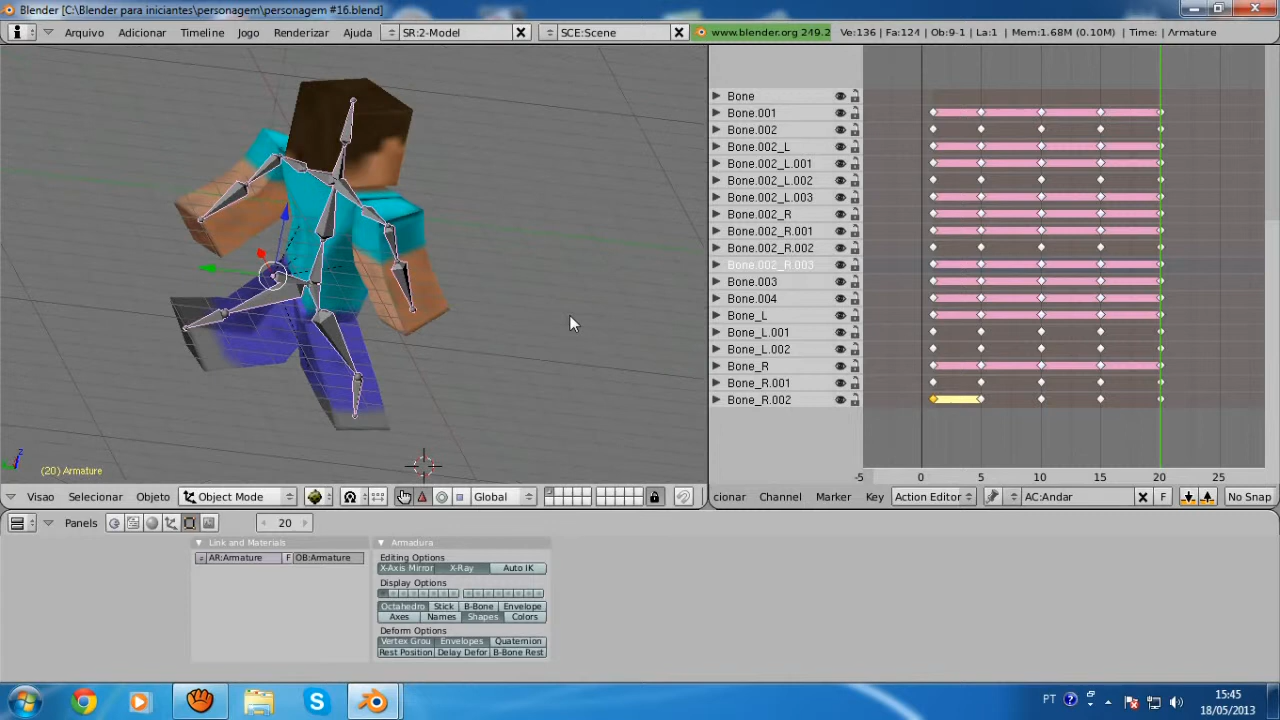 Blender [C:\Blender para iniciantes\personagem\personagem #16.blend]
Arquivo Adicionar Timeline Jogo Renderizar Ajuda SR:2-Model SCE:Scene www.blender.org 249.2 Ve:136 | Fa:124 | Ob:9-1 | La:1 | Mem:1.68M (0.10M) | Time: | Armature
Bone
Bone.001
Bone.002
Bone.002_L
Bone.002_L.001
Bone.002_L.002
Bone.002_L.003
Bone.002_R
Bone.002_R.001
Bone.002_R.002
Bone.002_R.003
Bone.003
Bone.004
Bone_L
Bone_L.001
Bone_L.002
Bone_R
Bone_R.001
Bone_R.002
z
(20) Armature
-5 0 5 10 15 20 25
Visao Selecionar Objeto Object Mode Global
cionar Channel Marker Key Action Editor AC:Andar F No Snap
Panels 20
Link and Materials
AR:Armature F OB:Armature
Armadura
Editing Options
X-Axis Mirror X-Ray Auto IK
Display Options
Octahedro Stick B-Bone Envelope
Axes Names Shapes Colors
Deform Options
Vertex Grou Envelopes Quaternion
Rest Position Delay Defor B-Bone Rest
PT 15:45
18/05/2013